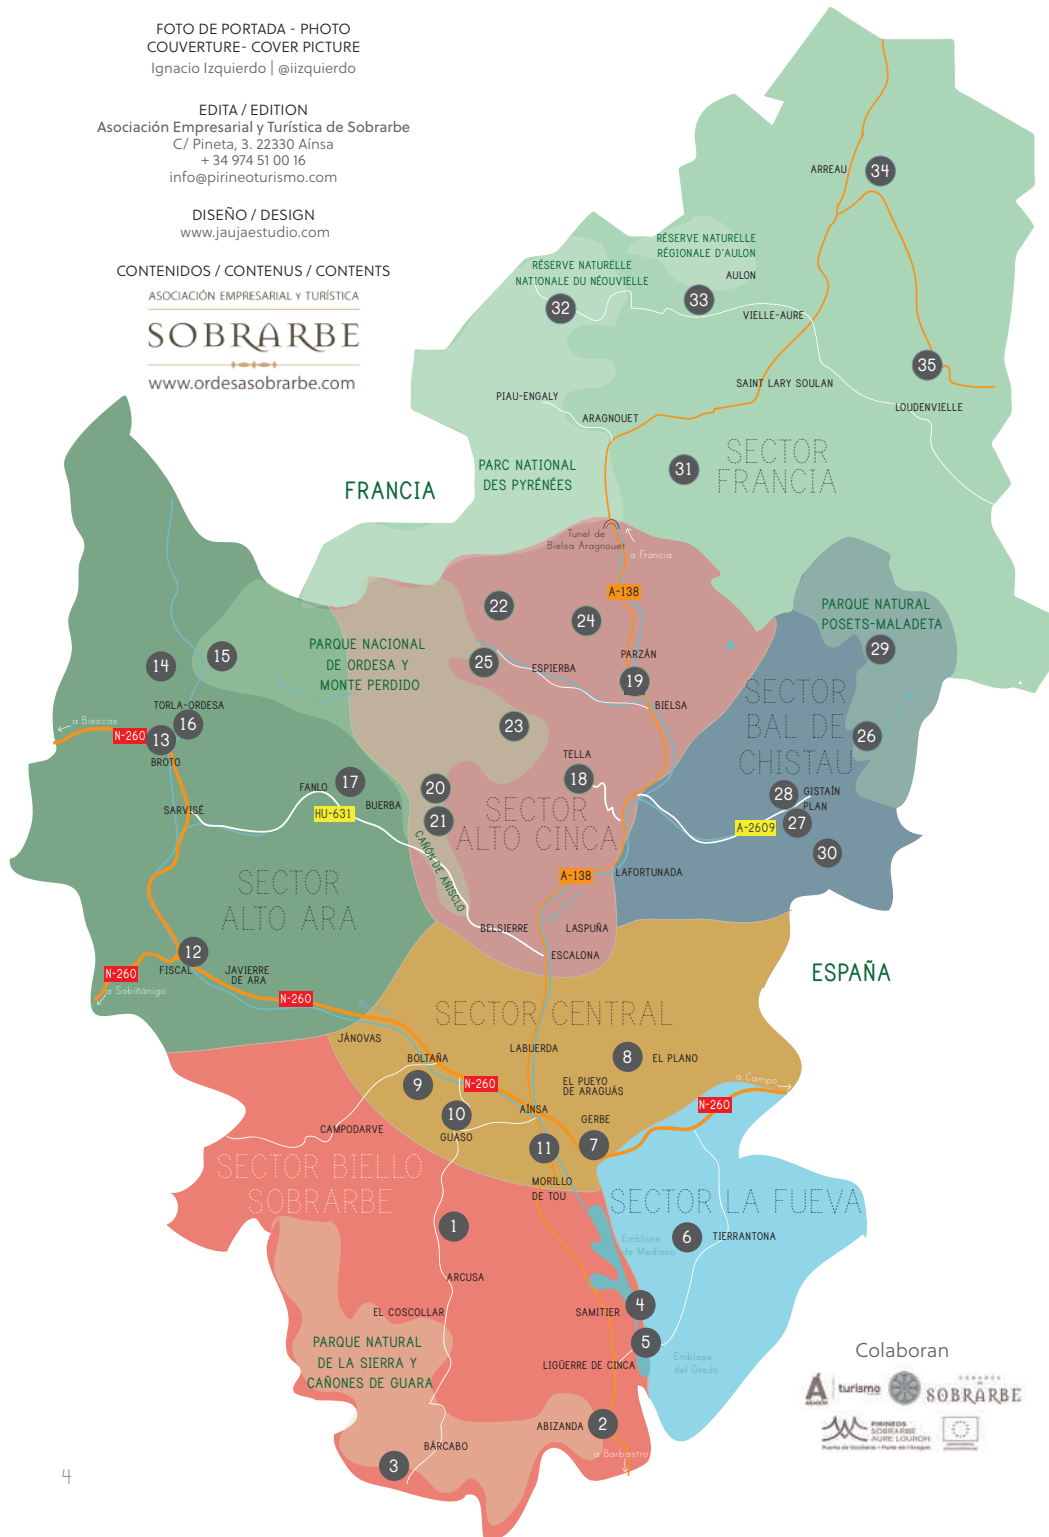 FOTO DE PORTADA - PHOTO
COUVERTURE- COVER PICTURE
Ignacio Izquierdo | @iizquierdo
EDITA / EDITION
Asociación Empresarial y Turística de Sobrarbe
C/ Pineta, 3. 22330 Aínsa
+ 34 974 51 00 16
info@pirineoturismo.com
DISEÑO / DESIGN
www.jaujaestudio.com
CONTENIDOS / CONTENUS / CONTENTS
ASOCIACIÓN EMPRESARIAL Y TURÍSTICA
SOBRARBE
www.ordesasobrarbe.com
ARREAU
34
RÉSERVE NATURELLE
RÉGIONALE D'AULON
AULON
RÉSERVE NATURELLE
NATIONALE DU NÉOUVIELLE
32
33
VIELLE-AURE
35
SAINT LARY SOULAN
LOUDENVIELLE
PIAU-ENGALY
ARAGNOUET
SECTOR
FRANCIA
31
PARC NATIONAL
DES PYRÉNÉES
FRANCIA
Tunel de
Bielsa Aragnouet
a Francia
A-138
22
24
PARQUE NATURAL
POSETS-MALADETA
29
PARQUE NACIONAL
DE ORDESA Y
MONTE PERDIDO
14
15
25
ESPIERBA
PARZÁN
19
BIELSA
SECTOR
BAL DE
CHISTAU
26
TORLA-ORDESA
16
a Biescas
N-260
13
BROTO
23
TELLA
18
FANLO
17
HU-631
BUERBA
20
21
SARVISÉ
CAÑÓN DE AÑISCLO
SECTOR
ALTO CINCA
28
GISTAÍN
PLAN
27
A-2609
30
A-138
LAFORTUNADA
SECTOR
ALTO ARA
BELSIERRE
LASPUÑA
ESCALONA
12
FISCAL
JAVIERRE
DE ARA
N-260
a Sabiñánigo
N-260
ESPAÑA
SECTOR CENTRAL
JÁNOVAS
LABUERDA
8
EL PLANO
BOLTAÑA
9
N-260
EL PUEYO
DE ARAGUÁS
a Campo
N-260
10
GUASO
AÍNSA
GERBE
7
11
CAMPODARVE
SECTOR BIELLO
SOBRARBE
MORILLO
DE TOU
SECTOR LA FUEVA
1
6
TIERRANTONA
Emblase
de Mediano
ARCUSA
EL COSCOLLAR
SAMITIER
4
5
PARQUE NATURAL
DE LA SIERRA Y
CAÑONES DE GUARA
LIGÜERRE DE CINCA
Emblase
del Grado
ABIZANDA
2
a Barbastro
BÁRCABO
3
Colaboran
ARAGÓN
turismo
COMARCA
SOBRARBE
PIRINEOS
SOBRARBE
AURE LOURON
4